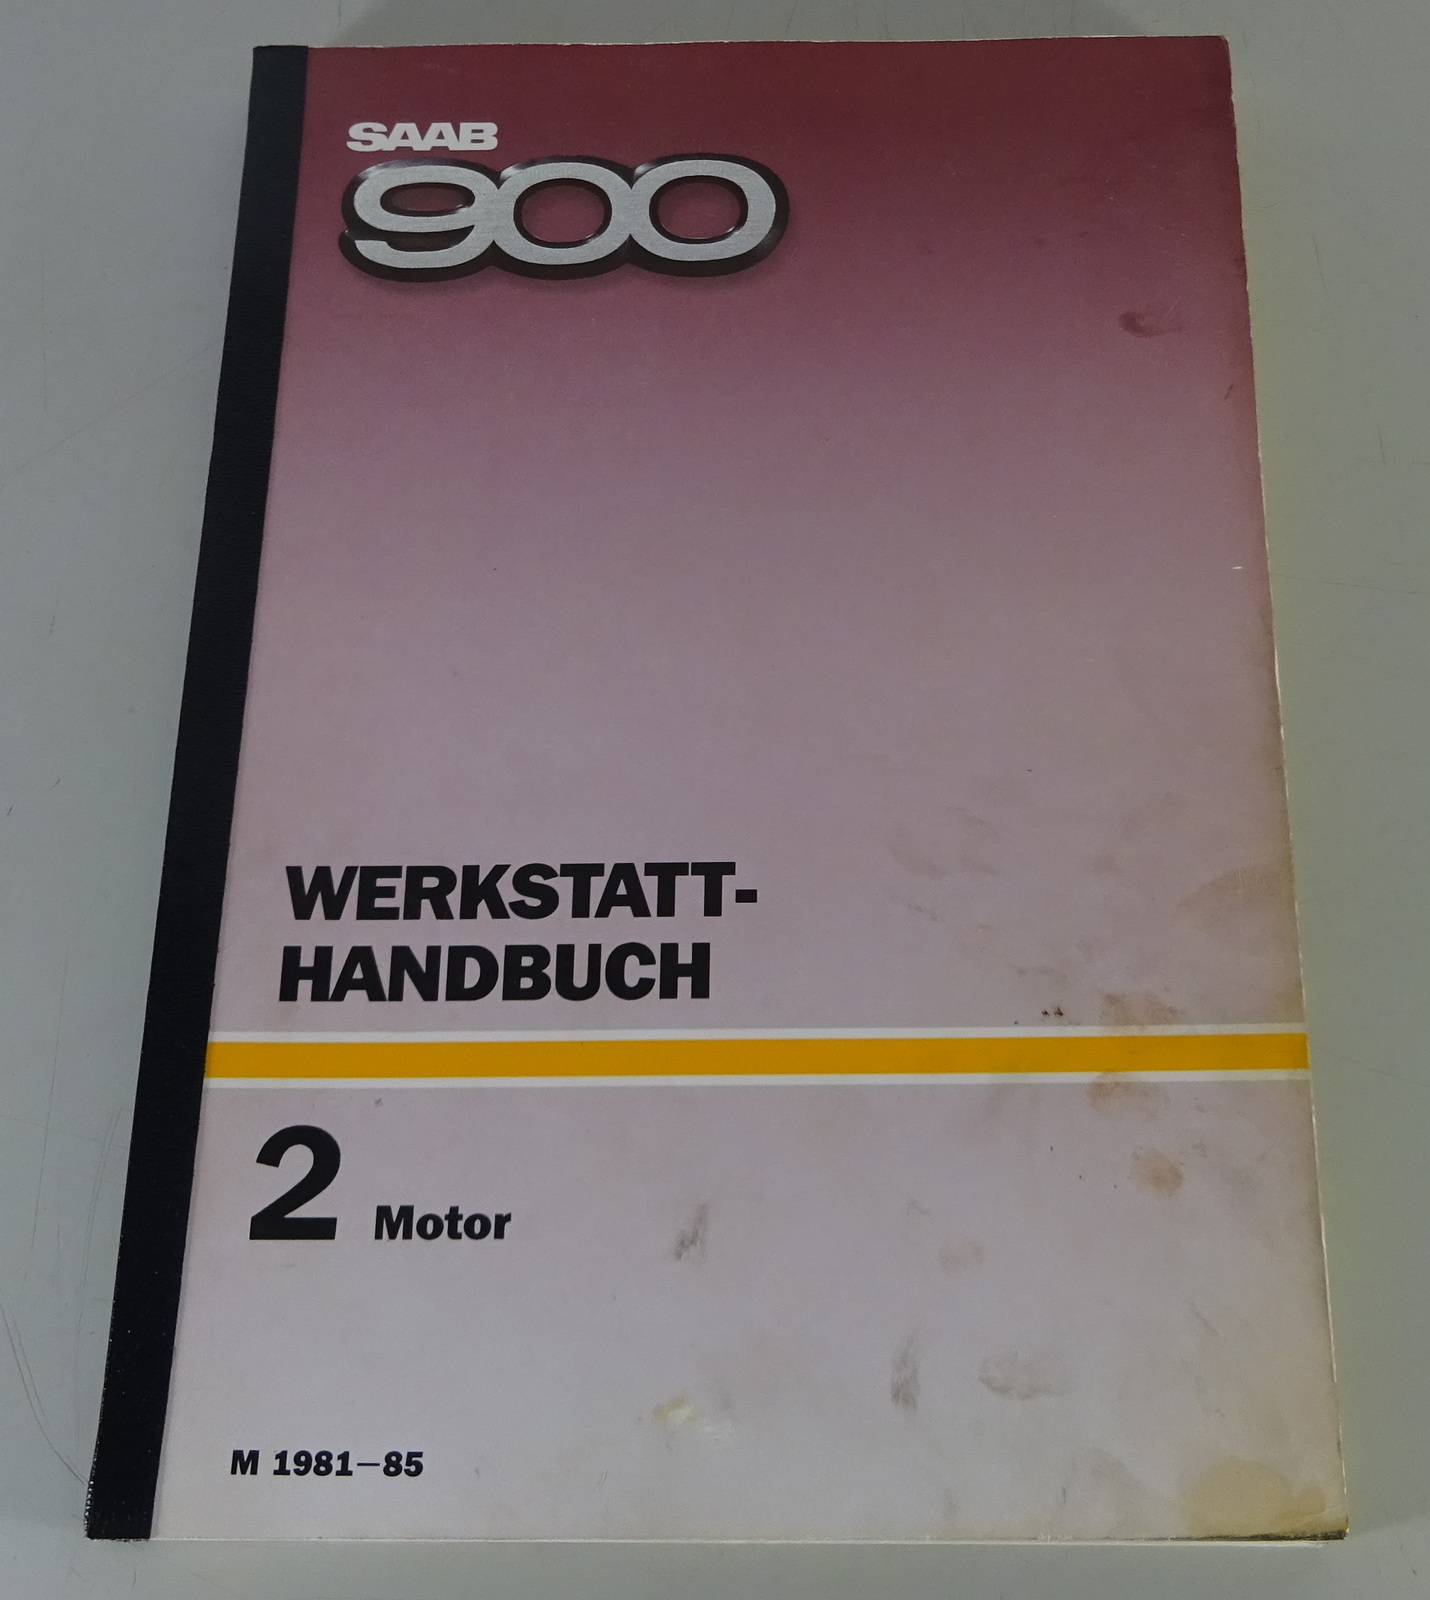 SAAB
900
WERKSTATT-
HANDBUCH
2 Motor
M 1981–85